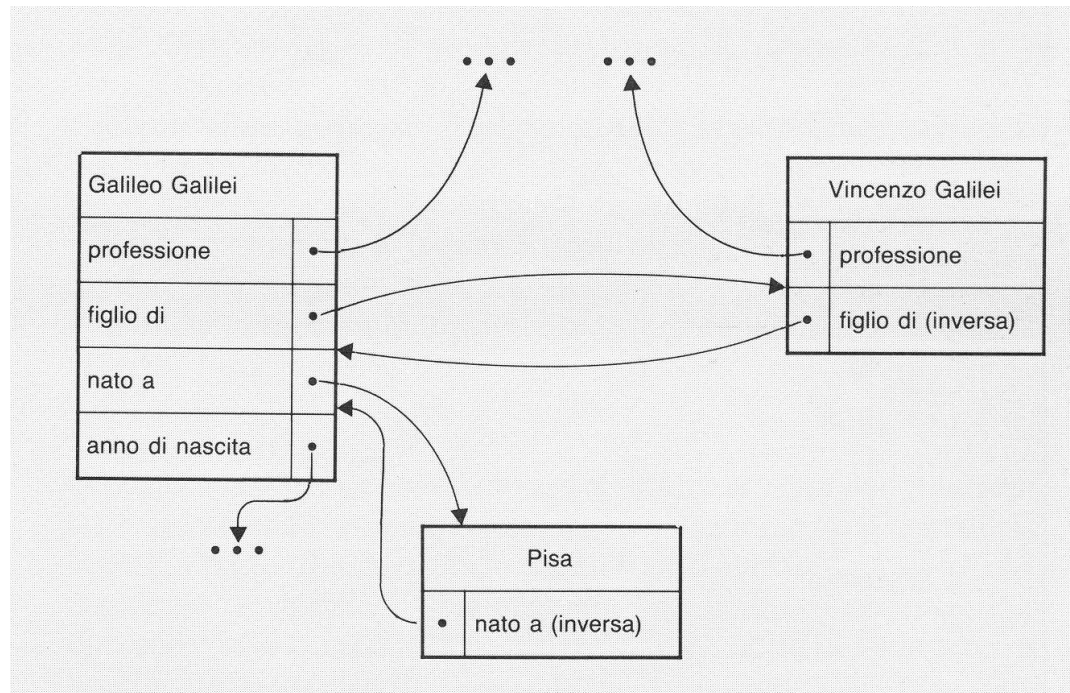 Galileo Galilei
professione
figlio di
nato a
anno di nascita
Vincenzo Galilei
professione
figlio di (inversa)
Pisa
nato a (inversa)